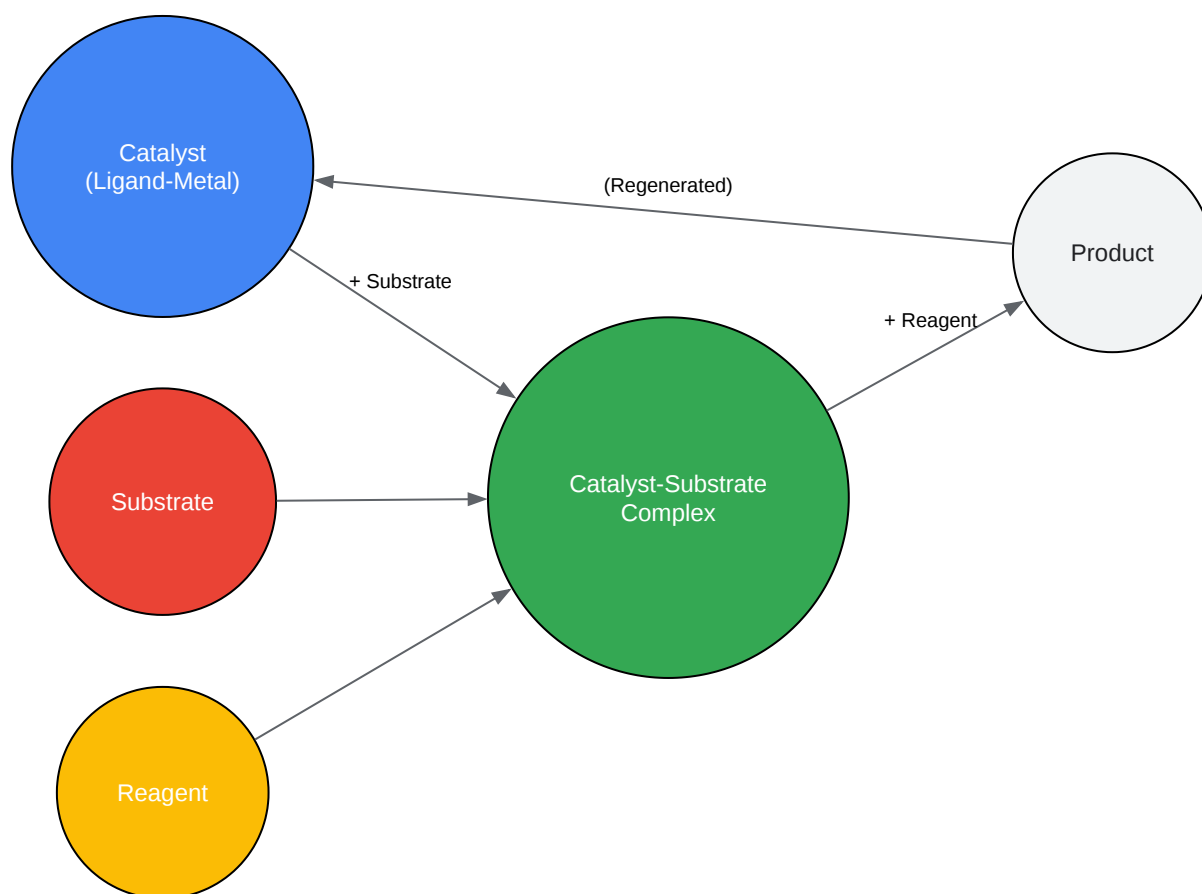 Catalyst
(Ligand-Metal)
(Regenerated)
Product
+ Substrate
+ Reagent
Substrate
Catalyst-Substrate
Complex
Reagent